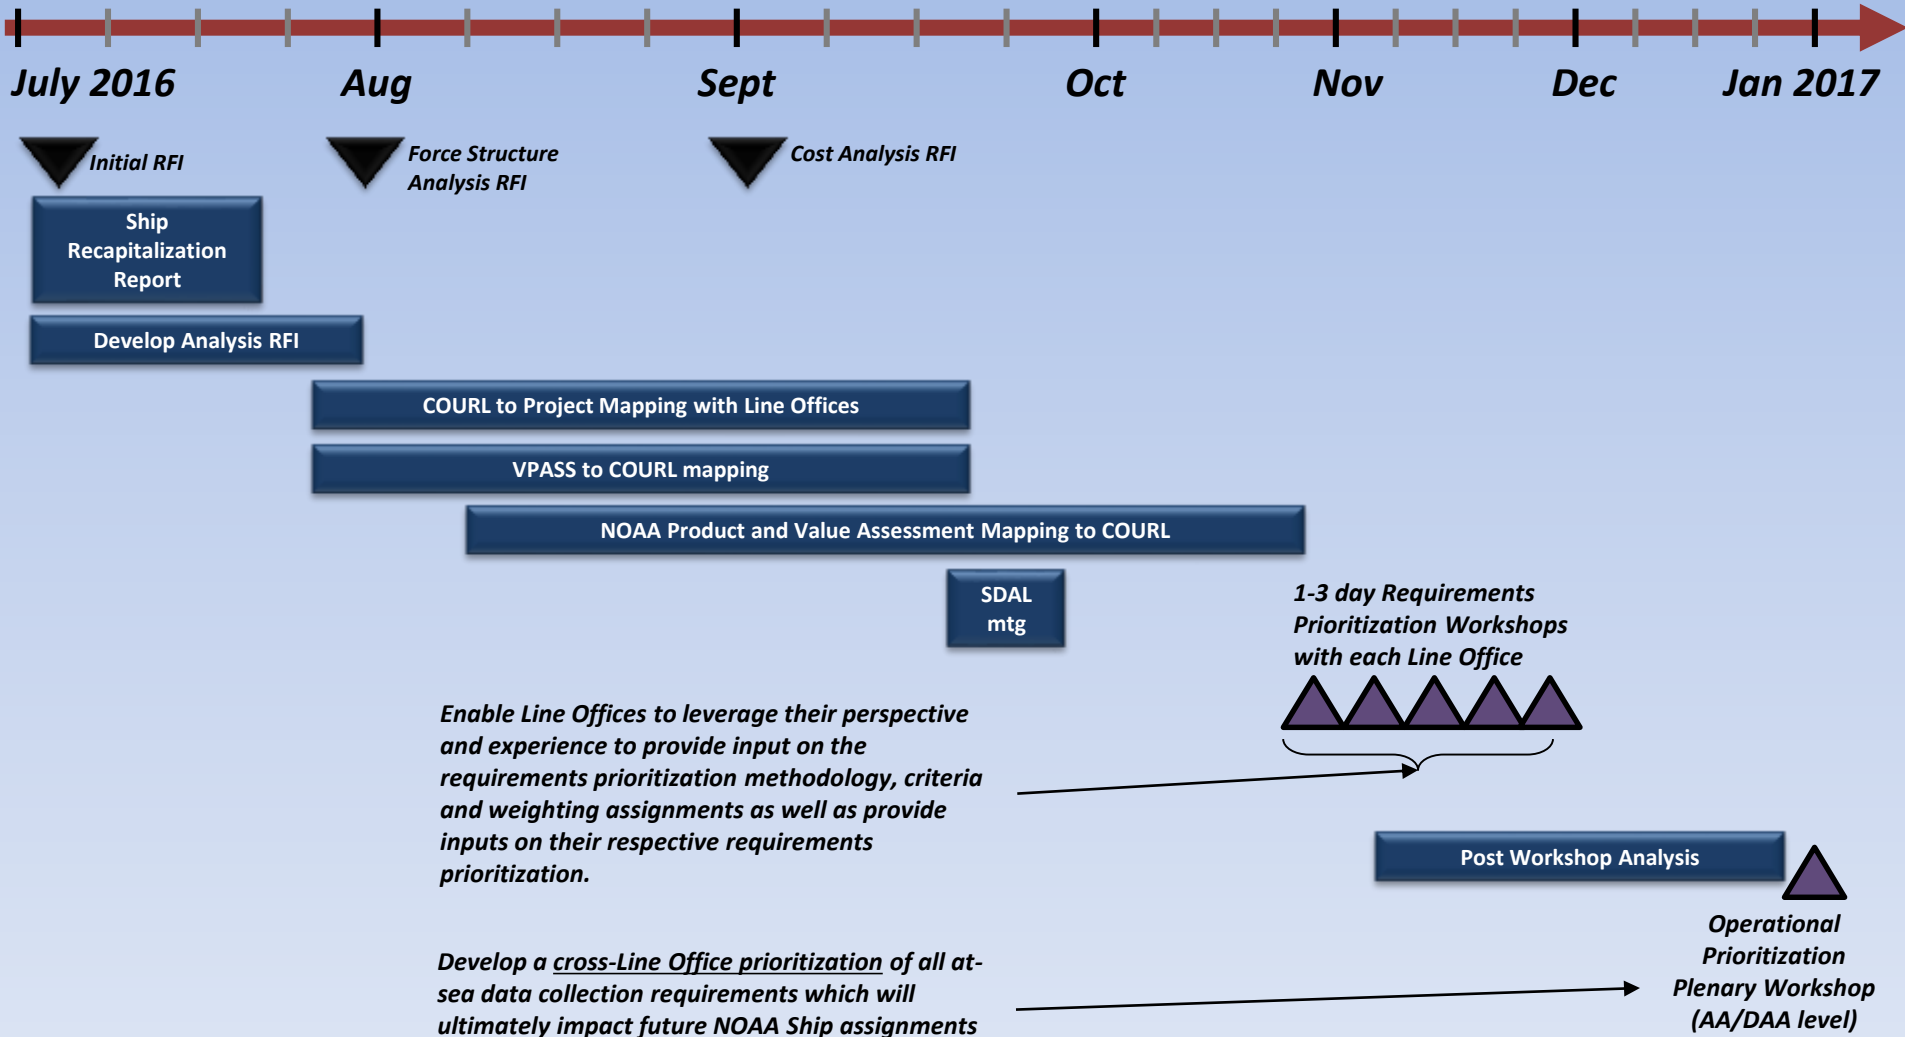 July 2016
Aug
Sept
Oct
Nov
Dec
Jan 2017
Initial RFI
Force Structure
Analysis RFI
Cost Analysis RFI
Ship
Recapitalization
Report
Develop Analysis RFI
COURL to Project Mapping with Line Offices
VPASS to COURL mapping
NOAA Product and Value Assessment Mapping to COURL
SDAL
mtg
1-3 day Requirements
Prioritization Workshops
with each Line Office
Enable Line Offices to leverage their perspective
and experience to provide input on the
requirements prioritization methodology, criteria
and weighting assignments as well as provide
inputs on their respective requirements
prioritization.
Post Workshop Analysis
Develop a cross-Line Office prioritization of all at-
sea data collection requirements which will
ultimately impact future NOAA Ship assignments
Operational
Prioritization
Plenary Workshop
(AA/DAA level)